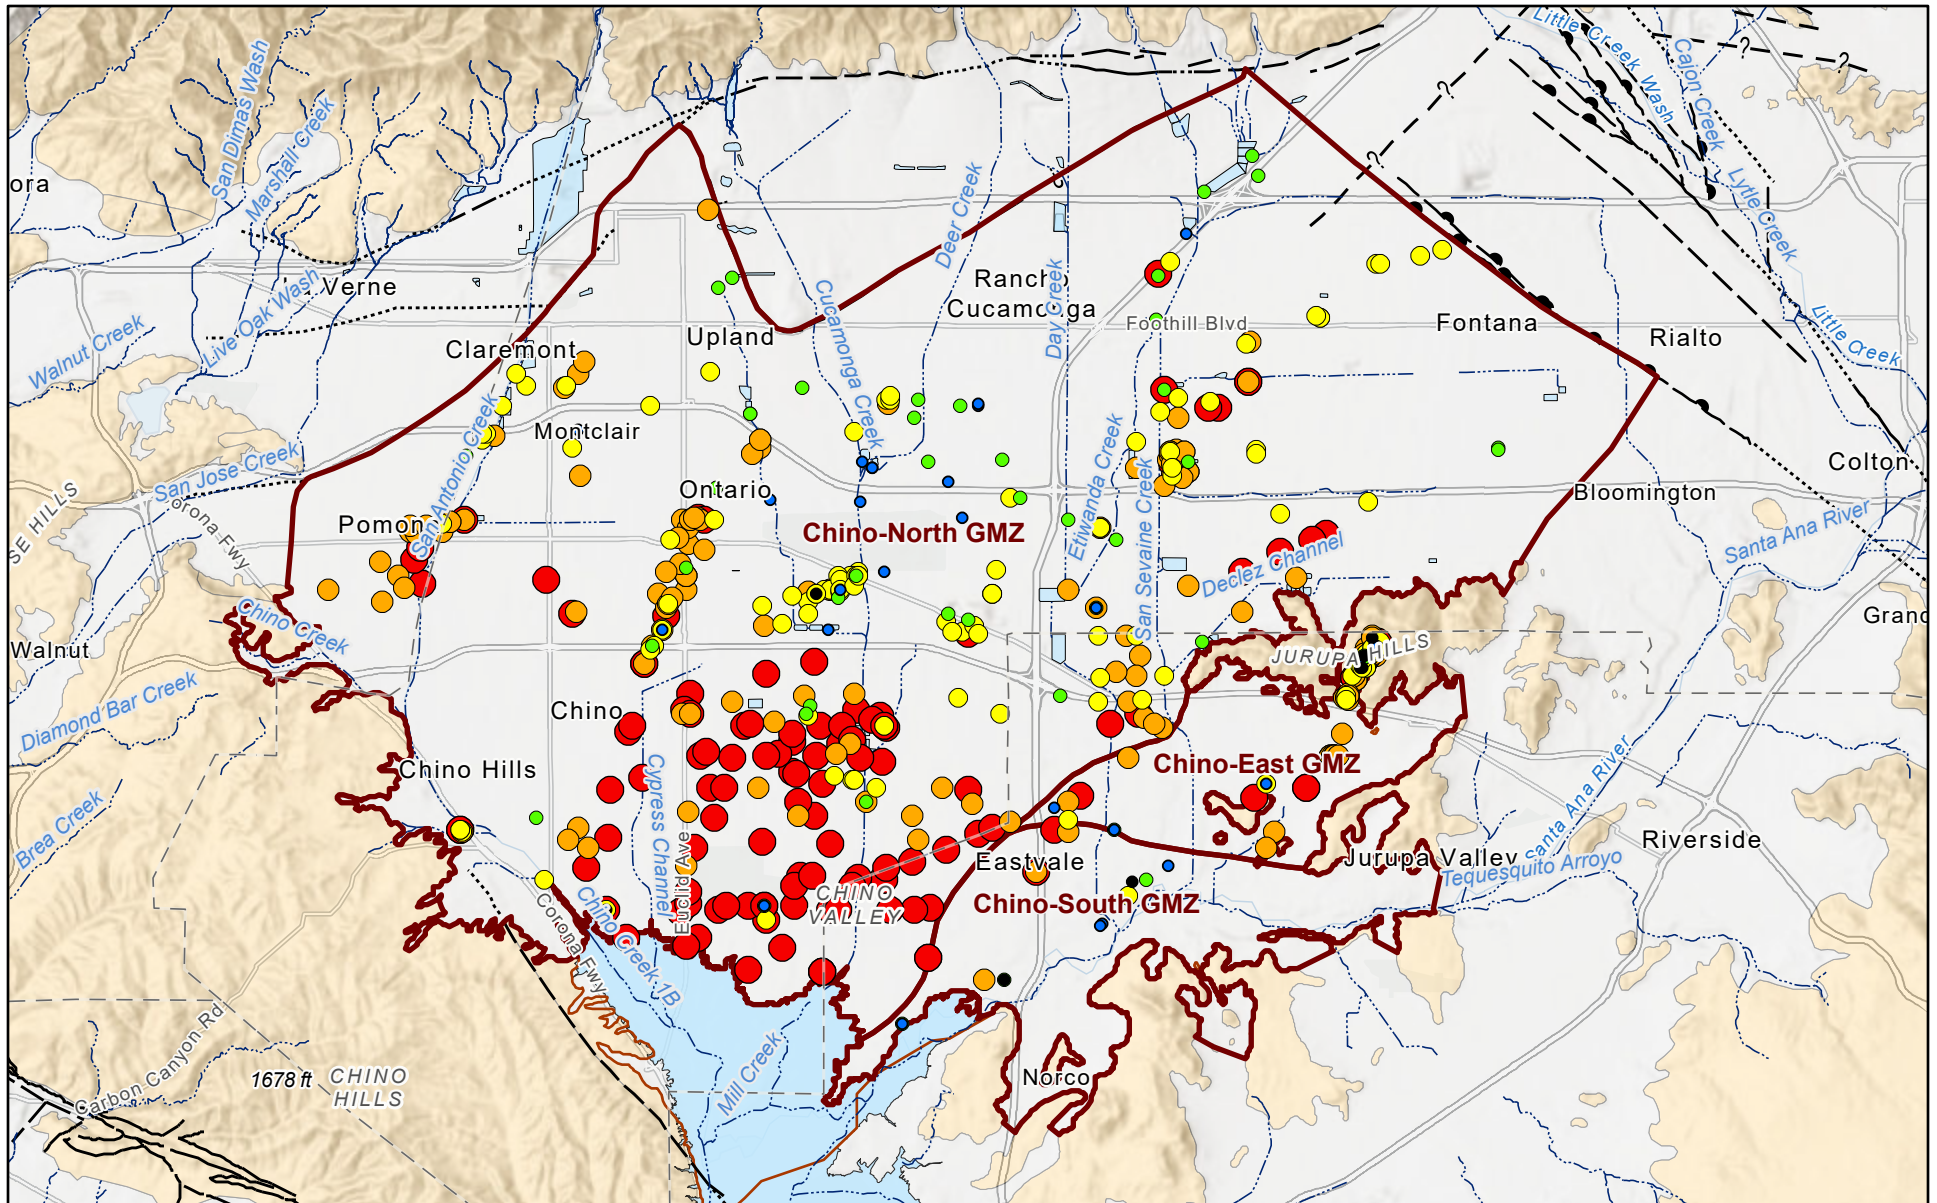 Little Creek Wash
Cajon Creek
San Dimas Wash
Marshall Creek
?
?
?
?
ora
Deer Creek
Lytle Creek
Verne
Rancho
Cucamonga
Cucamonga Creek
Day Creek
Live Oak Wash
Walnut Creek
Foothill Blvd
Fontana
Rialto
Little Creek
Upland
Claremont
San Antonio Creek
Montclair
San Jose Creek
Colton
Ontario
Bloomington
Etiwanda Creek
San Sevaine Creek
Corona Fwy
Pomon
SE HILLS
Chino-North GMZ
Santa Ana River
Declez Channel
Chino Creek
Grand
Walnut
JURUPA HILLS
Diamond Bar Creek
Chino
Chino Hills
Cypress Channel
Chino-East GMZ
Santa Ana River
Brea Creek
Euclid Ave
Riverside
Eastvale
Jurupa Valley
Tequesquito Arroyo
CHINO
VALLEY
Chino-South GMZ
Corona Fwy
Chino Creek 1B
Mill Creek
Carbon Canyon Rd
1678 ft
CHINO
HILLS
Norco